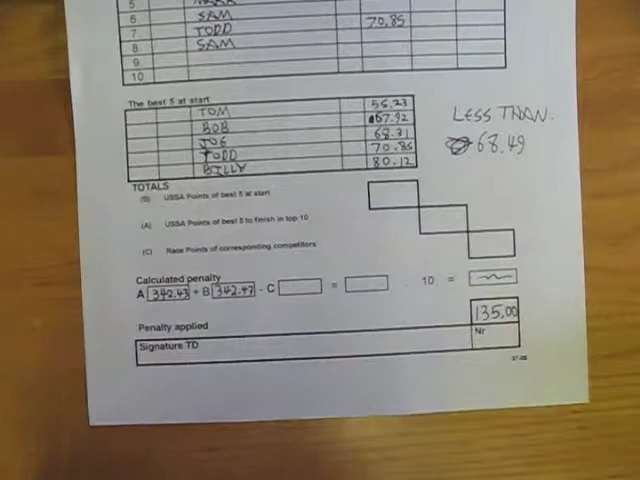 5
6 SAM
7 TODD 70.85
8 SAM
9
10
The best 5 at start
TOM 55.23
BOB 67.92
JOE 68.31
TODD 70.85
BILLY 80.12
LESS THAN.
68.49
TOTALS
(B) USSA Points of best 5 at start
(A) USSA Points of best 5 to finish in top 10
(C) Race Points of corresponding competitors
Calculated penalty
A 342.43 + B 342.43 - C = 10 =
Penalty applied 135.00
Signature TD Nr